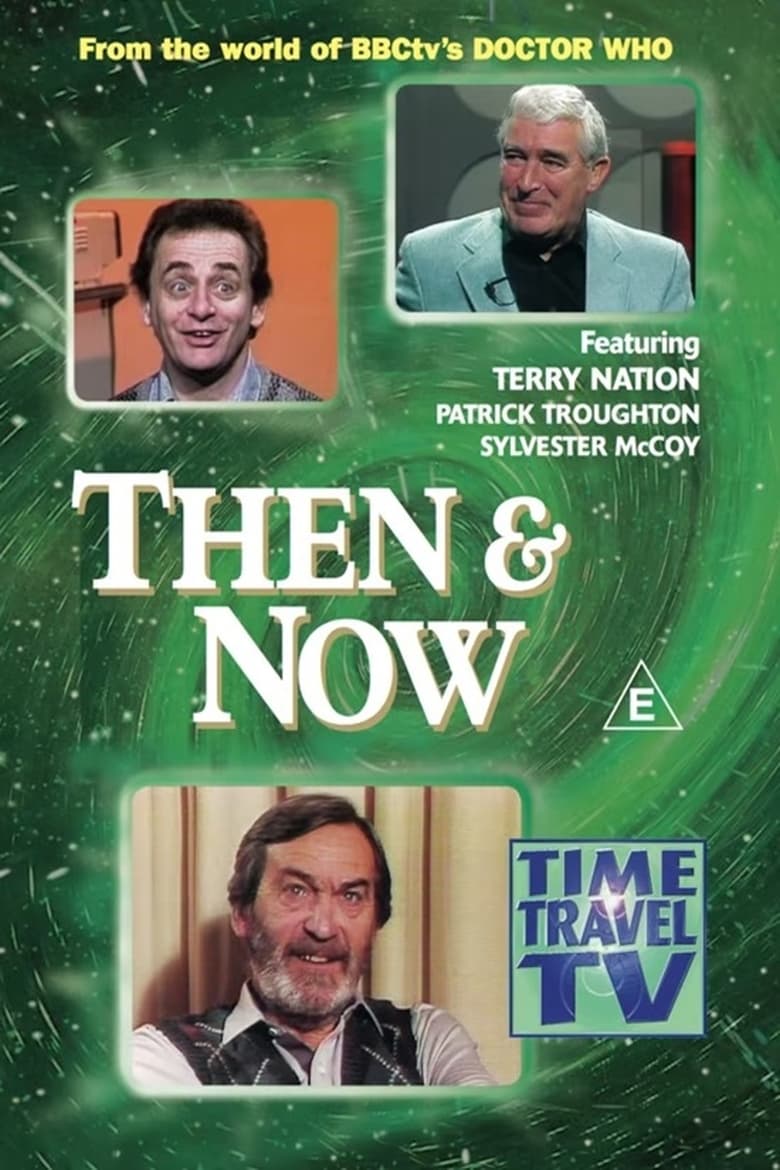 From the world of BBCtv's DOCTOR WHO
Featuring
TERRY NATION
PATRICK TROUGHTON
SYLVESTER McCOY
THEN &
NOW
E
TIME
TRAVEL
TV